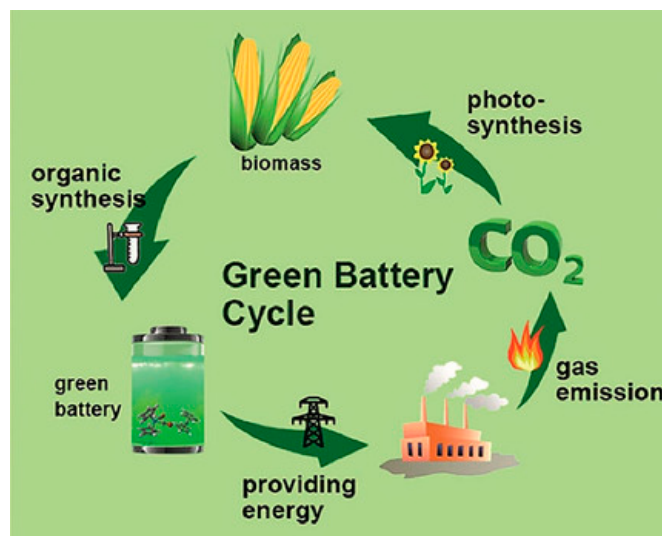 photo-
synthesis
biomass
organic
synthesis
CO₂
Green Battery
Cycle
green
battery
gas
emission
providing
energy